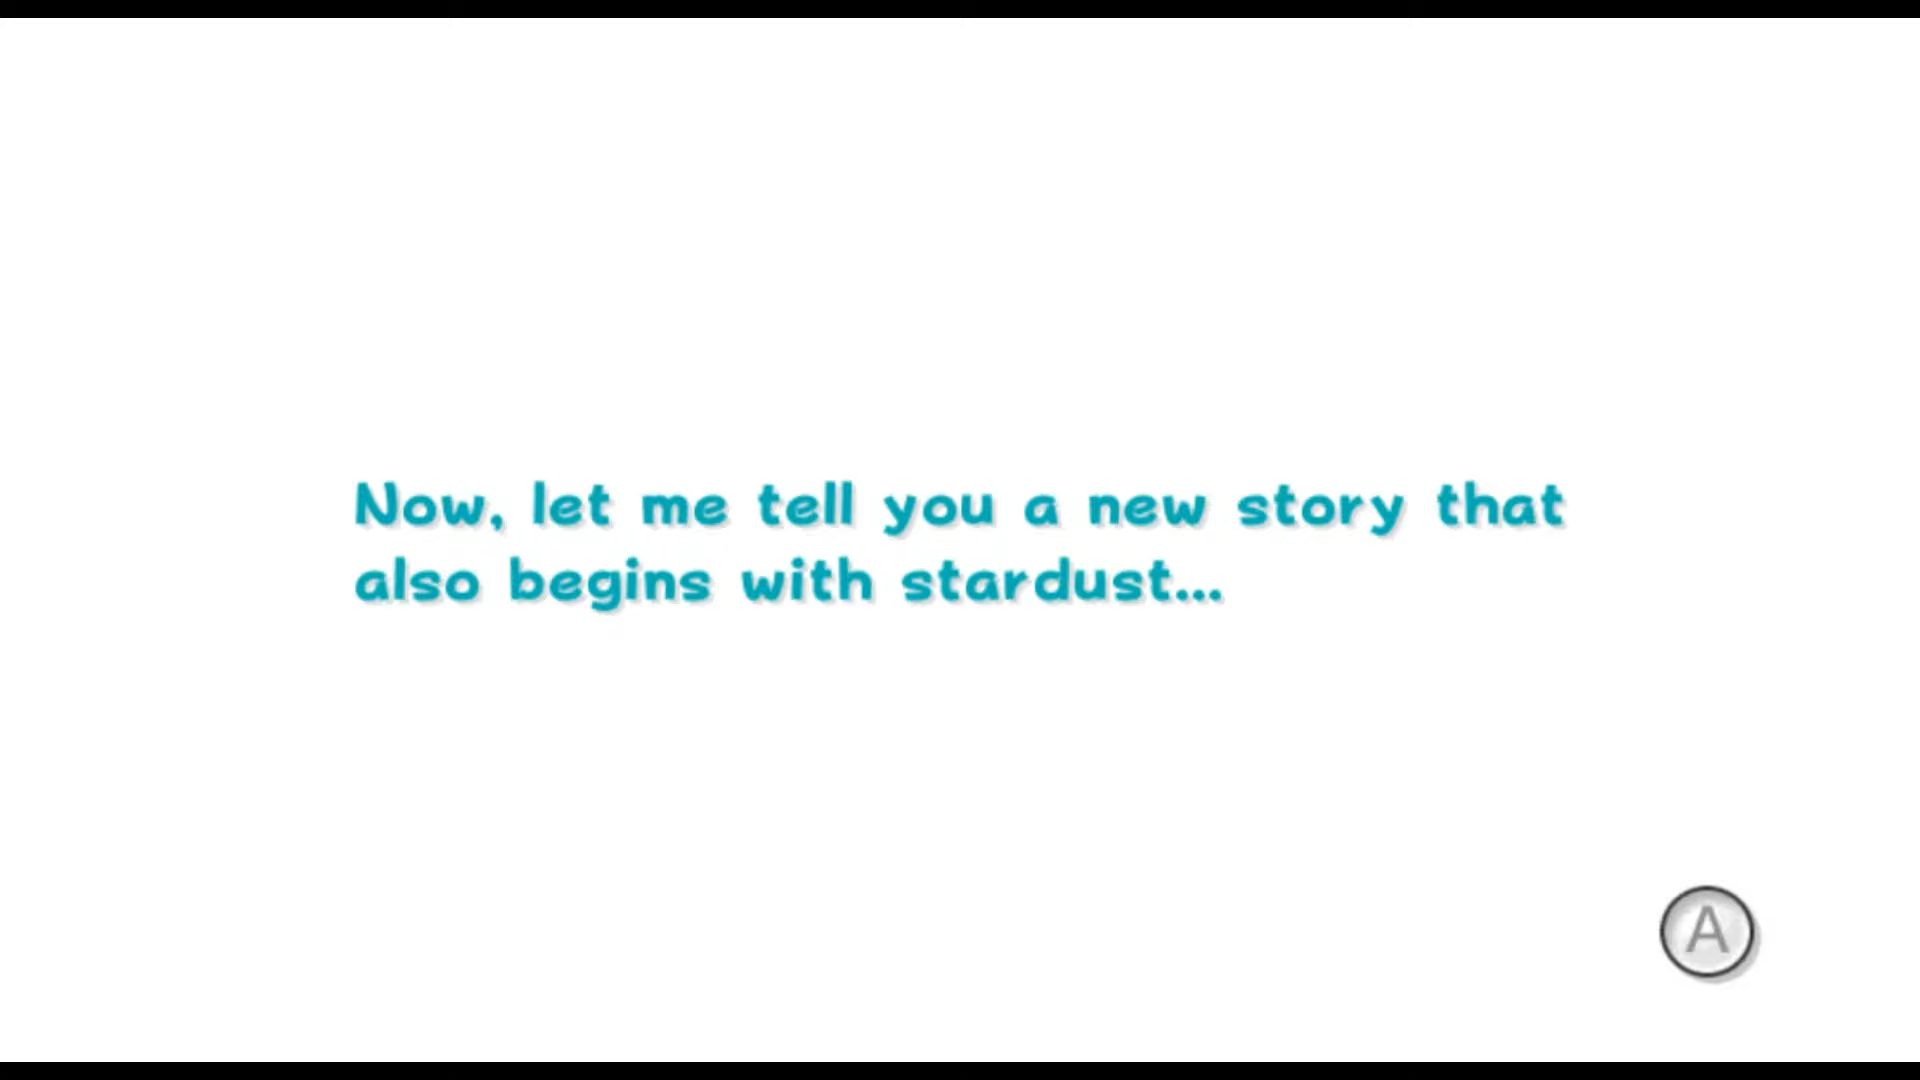 Now, let me tell you a new story that
also begins with stardust...
A